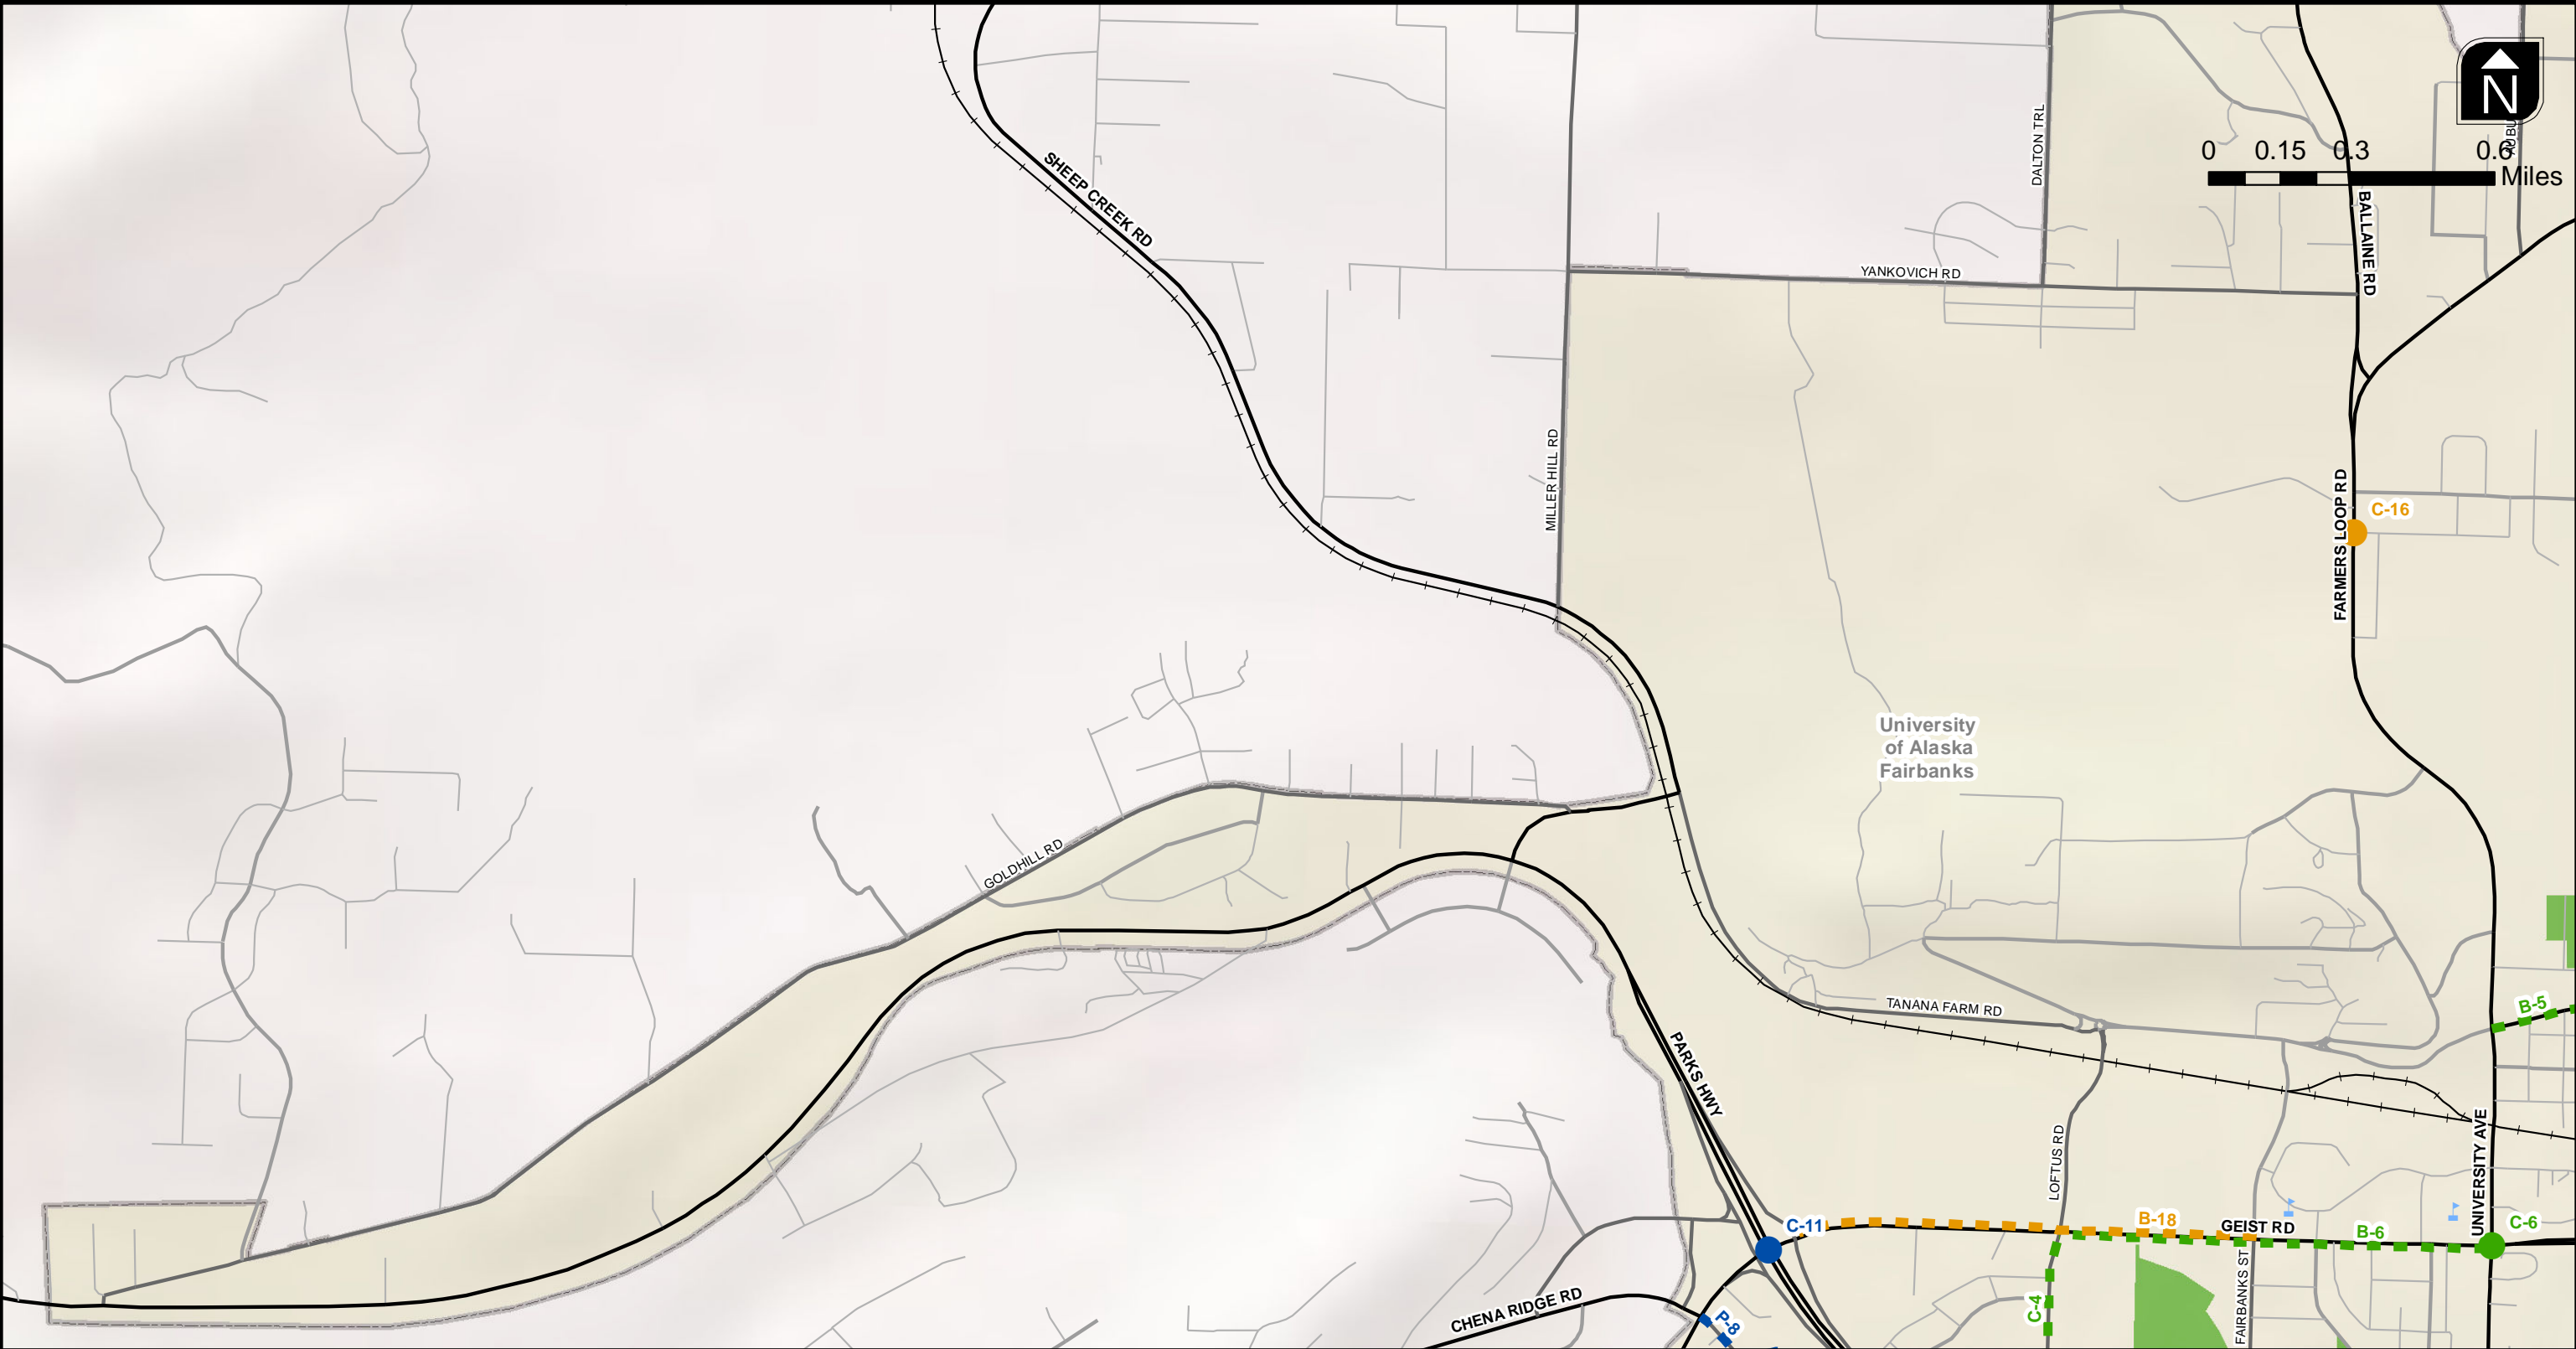 N
0 0.15 0.3 0.6
Miles
SHEEP CREEK RD
DALTON TRL
BALLAINE RD
YANKOVICH RD
MILLER HILL RD
FARMERS LOOP RD
C-16
University
of Alaska
Fairbanks
GOLDHILL RD
TANANA FARM RD
B-5
PARKS HWY
LOFTUS RD
UNIVERSITY AVE
C-11
B-18
GEIST RD
B-6
C-6
CHENA RIDGE RD
P-8
C-4
FAIRBANKS ST